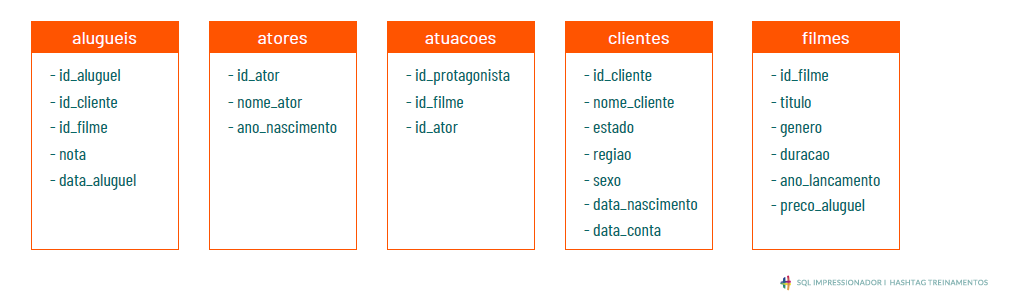 alugueis
- id_aluguel
- id_cliente
- id_filme
- nota
- data_aluguel
atores
- id_ator
- nome_ator
- ano_nascimento
atuacoes
- id_protagonista
- id_filme
- id_ator
clientes
- id_cliente
- nome_cliente
- estado
- regiao
- sexo
- data_nascimento
- data_conta
filmes
- id_filme
- titulo
- genero
- duracao
- ano_lancamento
- preco_aluguel
SQL IMPRESSIONADOR | HASHTAG TREINAMENTOS